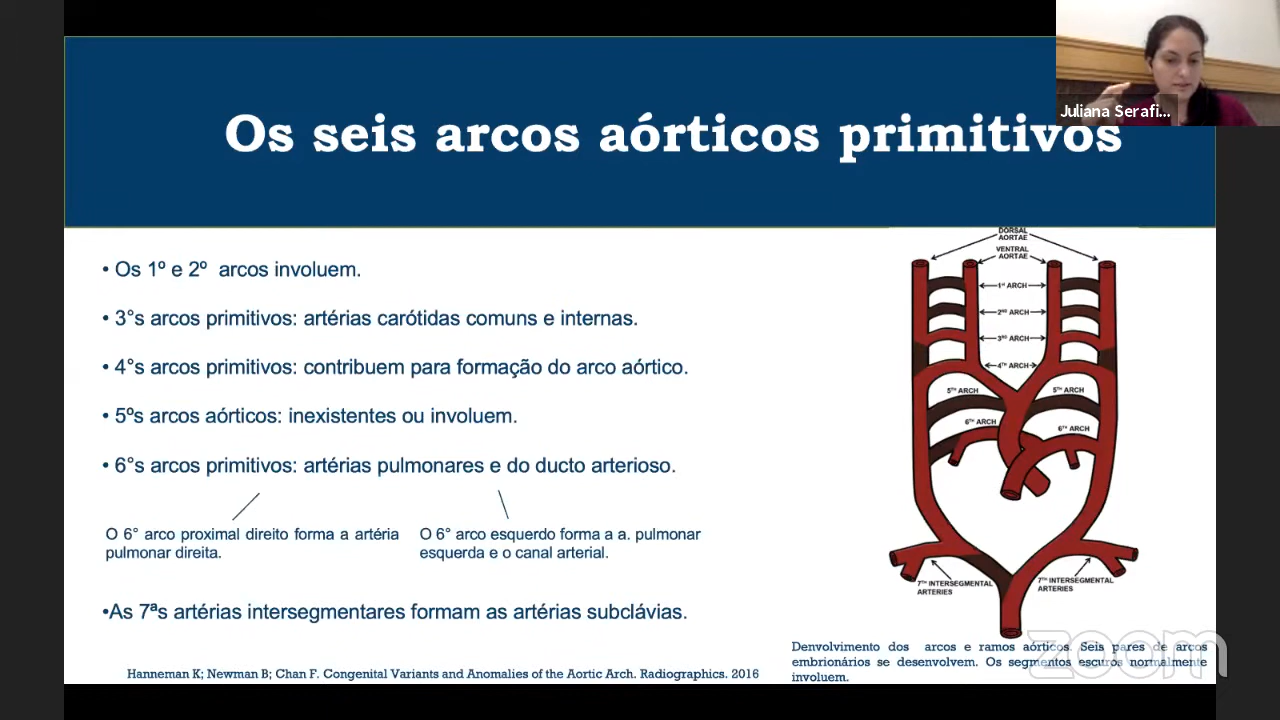 Juliana Serafi...
Os seis arcos aórticos primitivos
• Os 1º e 2º arcos involuem.
• 3°s arcos primitivos: artérias carótidas comuns e internas.
• 4°s arcos primitivos: contribuem para formação do arco aórtico.
• 5ºs arcos aórticos: inexistentes ou involuem.
• 6°s arcos primitivos: artérias pulmonares e do ducto arterioso.
O 6° arco proximal direito forma a artéria
pulmonar direita.
O 6° arco esquerdo forma a a. pulmonar
esquerda e o canal arterial.
•As 7ªs artérias intersegmentares formam as artérias subclávias.
Hanneman K; Newman B; Chan F. Congenital Variants and Anomalies of the Aortic Arch. Radiographics. 2016
DORSAL
AORTAE
VENTRAL
AORTAE
1ST ARCH
2ND ARCH
3RD ARCH
4TH ARCH
5TH ARCH
5TH ARCH
6TH ARCH
6TH ARCH
7TH INTERSEGMENTAL
ARTERIES
7TH INTERSEGMENTAL
ARTERIES
Denvolvimento dos arcos e ramos aórticos. Seis pares de arcos
embrionários se desenvolvem. Os segmentos escuros normalmente
involuem.
zoom